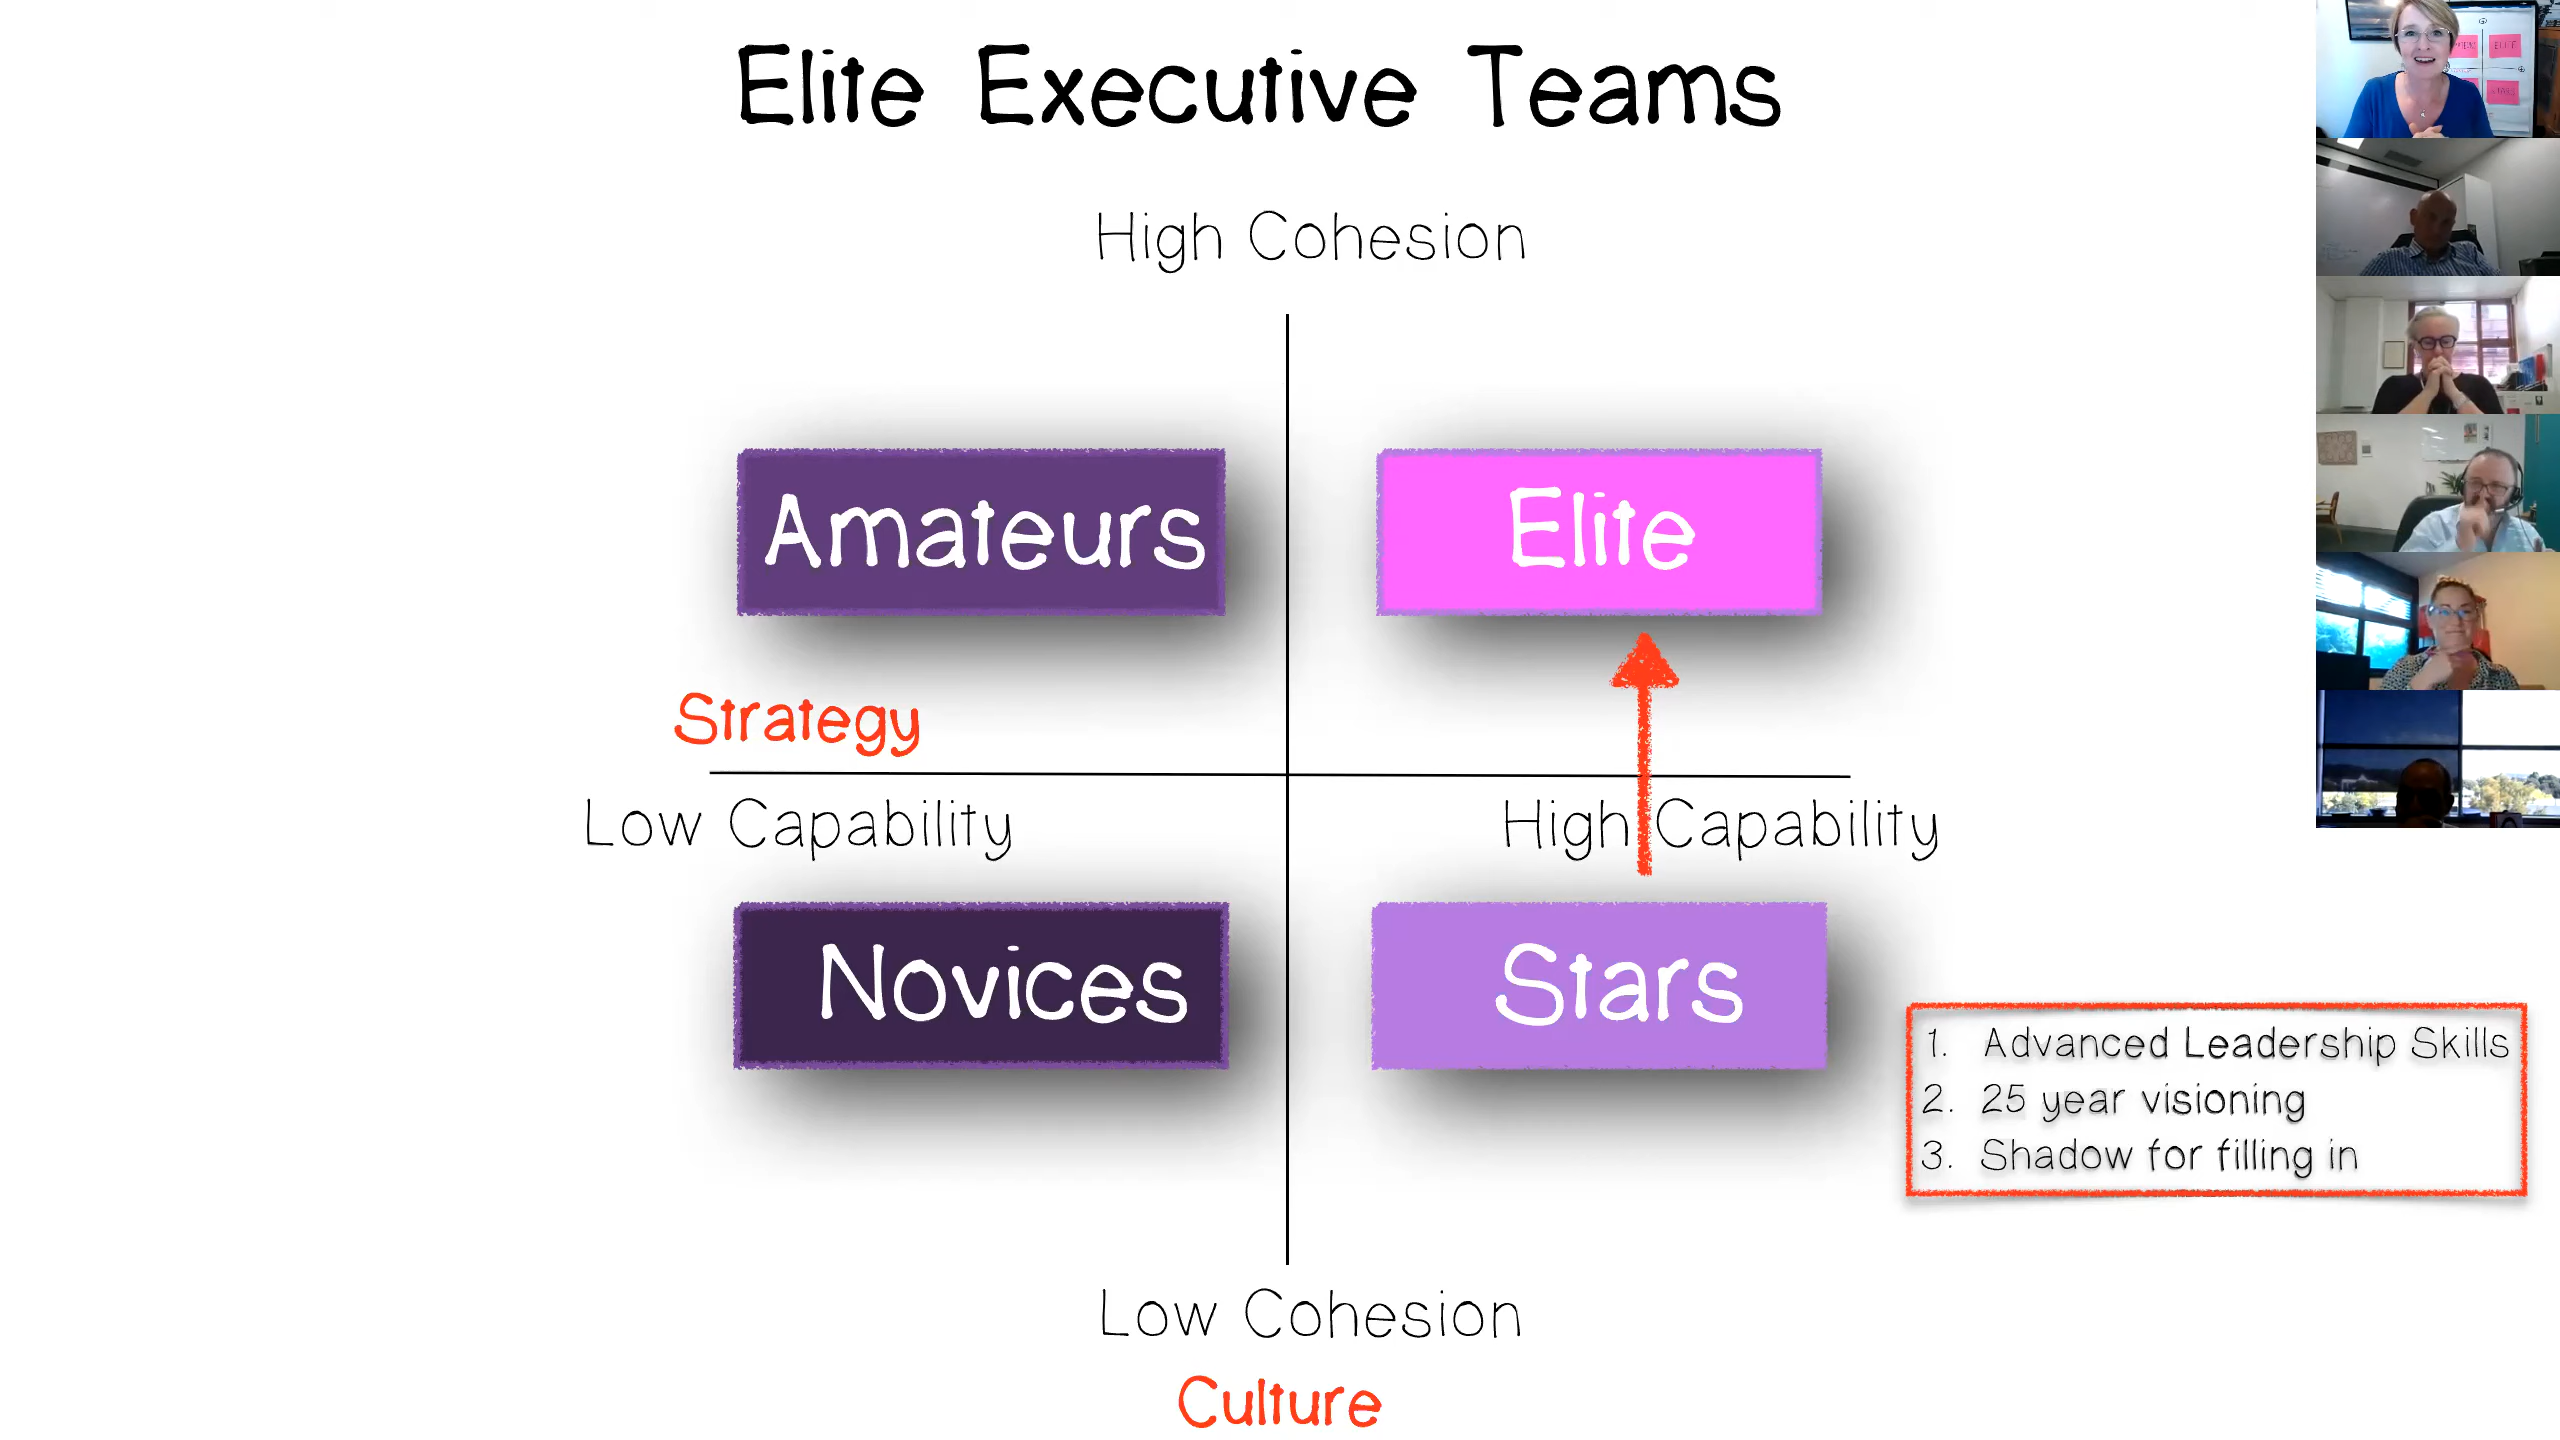 Elite Executive Teams
High Cohesion
Amateurs
Elite
Strategy
Low Capability
High Capability
Novices
Stars
1. Advanced Leadership Skills
2. 25 year visioning
3. Shadow for filling in
Low Cohesion
Culture
ELITE